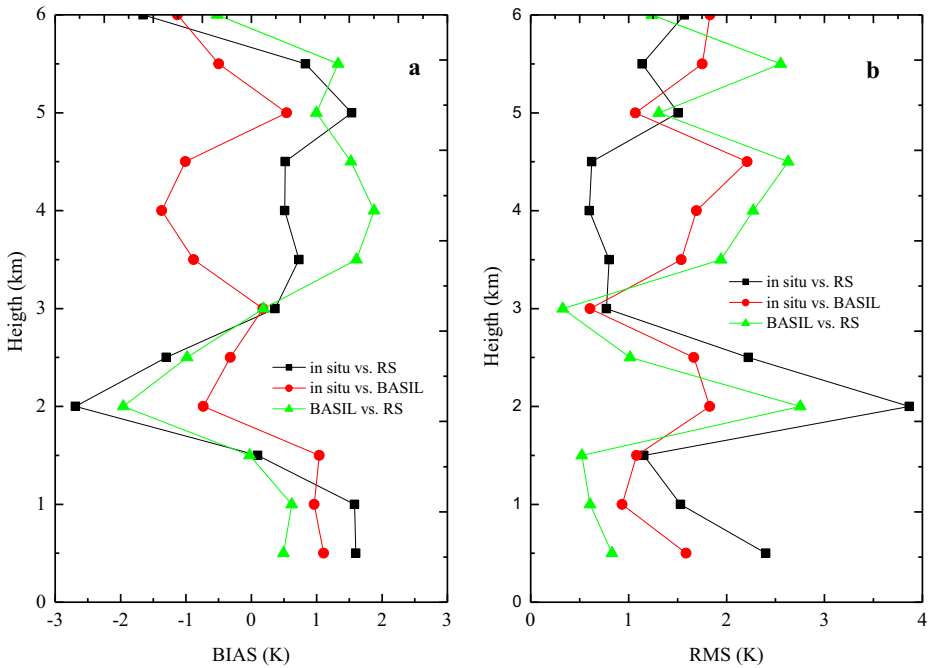 6
5
4
3
2
1
0
Heigth (km)
-3
-2
-1
0
1
2
3
BIAS (K)
a
in situ vs. RS
in situ vs. BASIL
BASIL vs. RS
6
5
4
3
2
1
0
Heigth (km)
0
1
2
3
4
RMS (K)
b
in situ vs. RS
in situ vs. BASIL
BASIL vs. RS